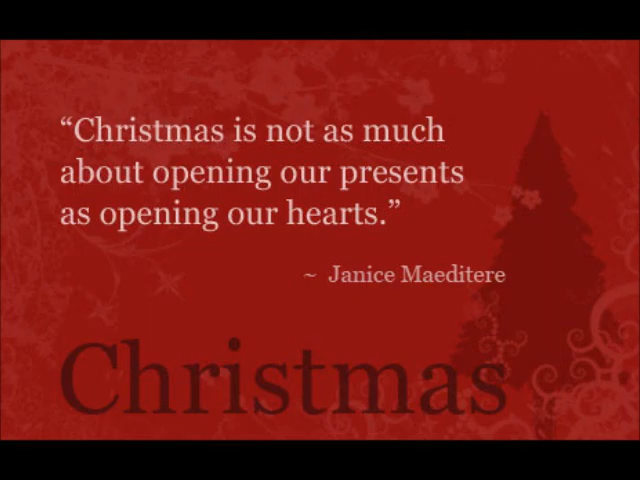 “Christmas is not as much
about opening our presents
as opening our hearts.”
~ Janice Maeditere
Christmas